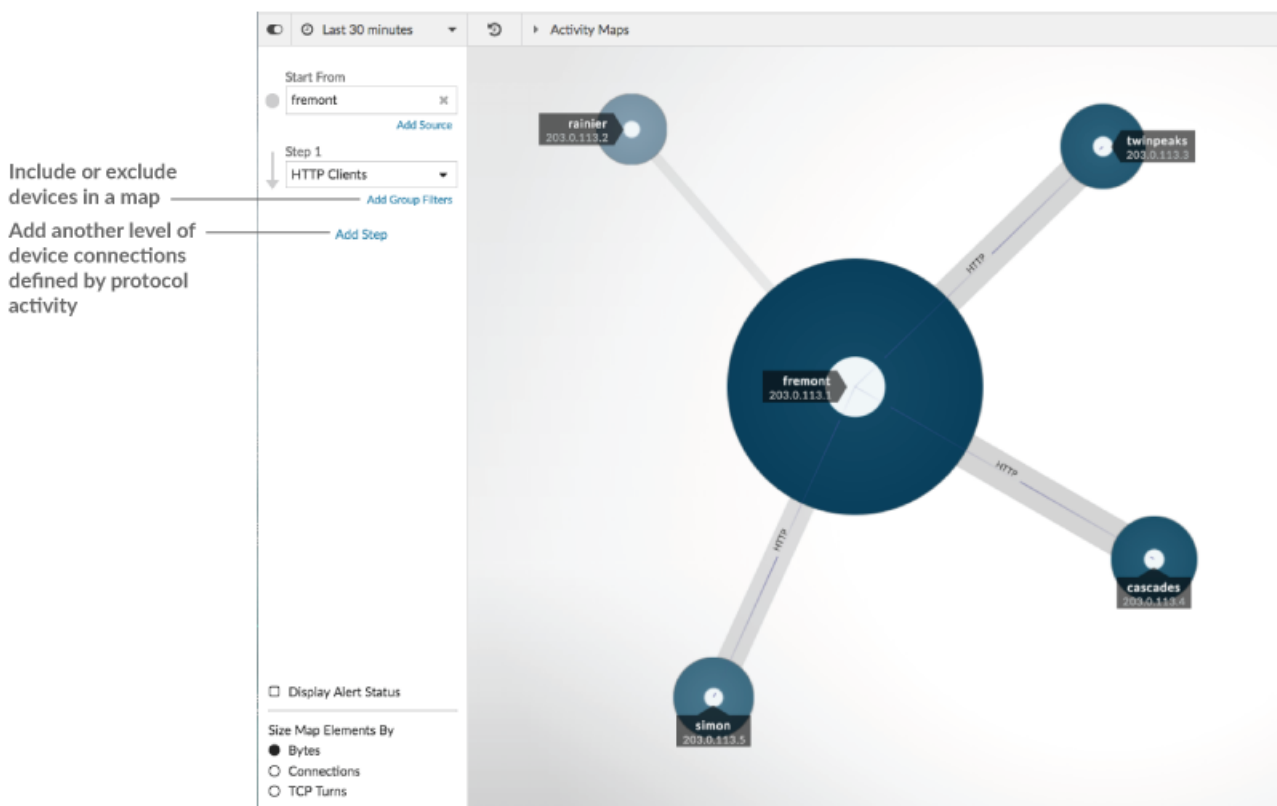 Last 30 minutes
Activity Maps
Start From
fremont
Add Source
Step 1
HTTP Clients
Add Group Filters
Add Step
Include or exclude
devices in a map
Add another level of
device connections
defined by protocol
activity
Display Alert Status
Size Map Elements By
Bytes
Connections
TCP Turns
rainier
203.0.113.2
twinpeaks
203.0.113.3
HTTP
fremont
203.0.113.1
HTTP
HTTP
cascades
203.0.113.4
simon
203.0.113.5